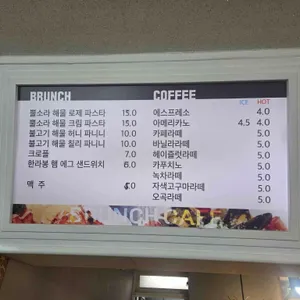 BRUNCH
뿔소라 해물 로제 파스타 15.0
뿔소라 해물 크림 파스타 15.0
불고기 해물 허니 파니니 10.0
불고기 해물 칠리 파니니 10.0
크로플 7.0
한라봉 햄 에그 샌드위치 6.0
맥 주
COFFEE
ICE HOT
에스프레소 4.0
아메리카노 4.5 4.0
카페라떼 5.0
바닐라라떼 5.0
헤이즐럿라떼 5.0
카푸치노 5.0
녹차라떼 5.0
자색고구마라떼 5.0
오곡라떼 5.0
BRUNCH CAFE